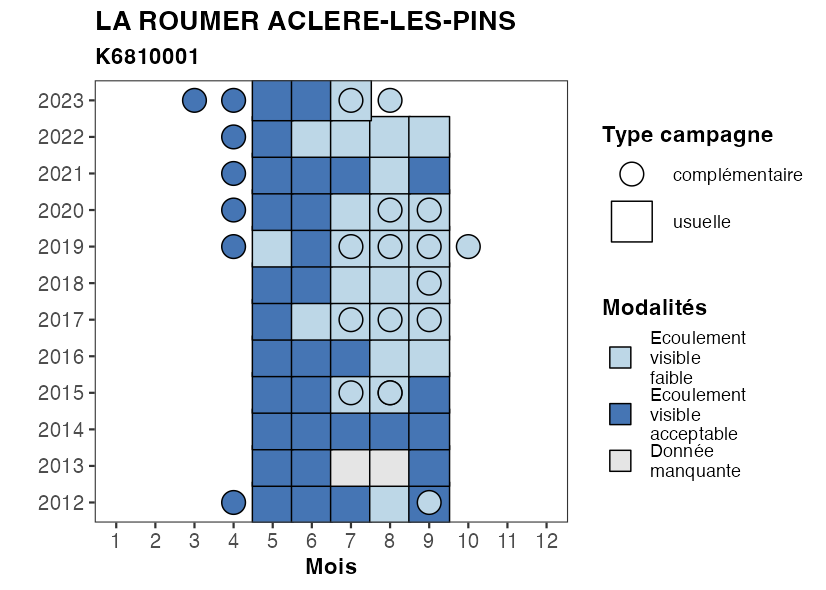 LA ROUMER ACLERE-LES-PINS
K6810001
2023
2022
2021
2020
2019
2018
2017
2016
2015
2014
2013
2012
1 2 3 4 5 6 7 8 9 10 11 12
Mois
Type campagne
complémentaire
usuelle
Modalités
Ecoulement
visible
faible
Ecoulement
visible
acceptable
Donnée
manquante